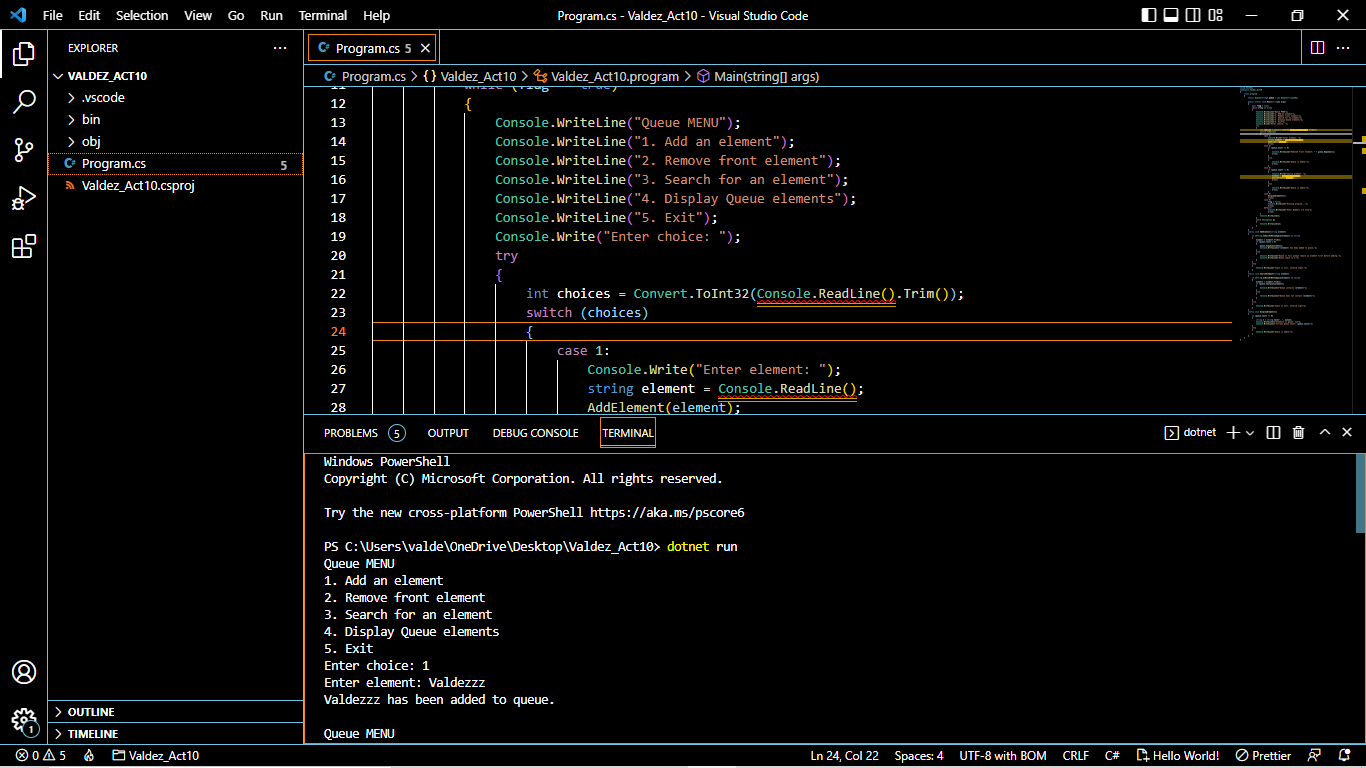 File Edit Selection View Go Run Terminal Help Program.cs - Valdez_Act10 - Visual Studio Code
EXPLORER ···
VALDEZ_ACT10
.vscode
bin
obj
C# Program.cs 5
Valdez_Act10.csproj
OUTLINE
TIMELINE
C# Program.cs 5
C# Program.cs > {} Valdez_Act10 > Valdez_Act10.program > Main(string[] args)
12 {
13 Console.WriteLine("Queue MENU");
14 Console.WriteLine("1. Add an element");
15 Console.WriteLine("2. Remove front element");
16 Console.WriteLine("3. Search for an element");
17 Console.WriteLine("4. Display Queue elements");
18 Console.WriteLine("5. Exit");
19 Console.Write("Enter choice: ");
20 try
21 {
22 int choices = Convert.ToInt32(Console.ReadLine().Trim());
23 switch (choices)
24 {
25 case 1:
26 Console.Write("Enter element: ");
27 string element = Console.ReadLine();
28 AddElement(element);
PROBLEMS 5 OUTPUT DEBUG CONSOLE TERMINAL dotnet
Windows PowerShell
Copyright (C) Microsoft Corporation. All rights reserved.
Try the new cross-platform PowerShell https://aka.ms/pscore6
PS C:\Users\valde\OneDrive\Desktop\Valdez_Act10> dotnet run
Queue MENU
1. Add an element
2. Remove front element
3. Search for an element
4. Display Queue elements
5. Exit
Enter choice: 1
Enter element: Valdezzz
Valdezzz has been added to queue.
Queue MENU
1
0 5 Valdez_Act10 Ln 24, Col 22 Spaces: 4 UTF-8 with BOM CRLF C# Hello World! Prettier